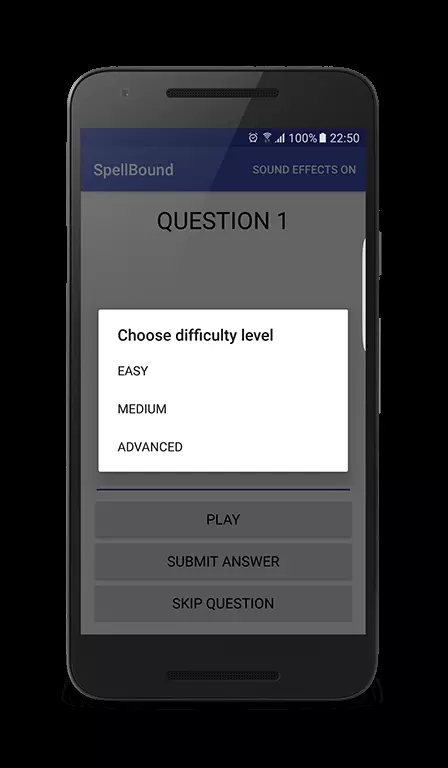 100% 22:50
SpellBound SOUND EFFECTS ON
QUESTION 1
Choose difficulty level
EASY
MEDIUM
ADVANCED
PLAY
SUBMIT ANSWER
SKIP QUESTION